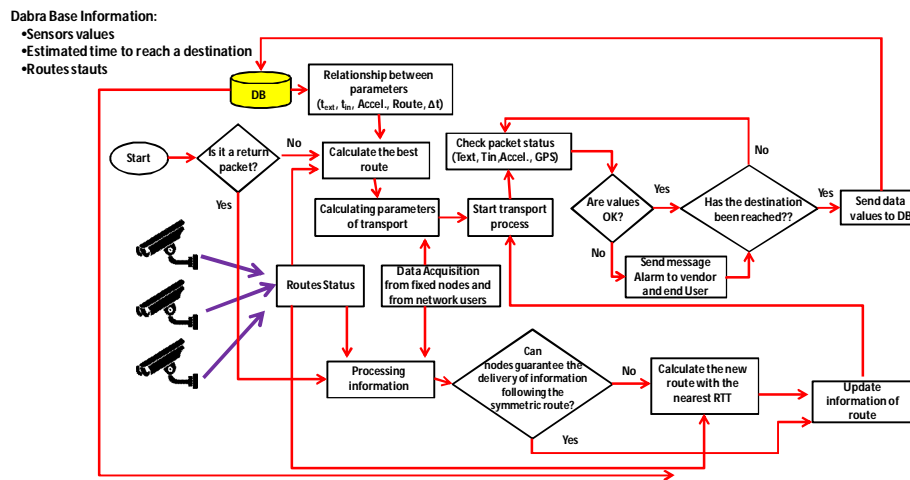 Dabra Base Information:
•Sensors values
•Estimated time to reach a destination
•Routes stauts
DB
Relationship between
parameters
(t_ext, t_in, Accel., Route, Δt)
Start
Is it a return
packet?
No
Yes
Calculate the best
route
Check packet status
(Text, Tin,Accel., GPS)
No
Are values
OK?
Yes
No
Has the destination
been reached??
Yes
Send data
values to DB
Calculating parameters
of transport
Start transport
process
Send message
Alarm to vendor
and end User
Routes Status
Data Acquisition
from fixed nodes and
from network users
Processing
information
Can
nodes guarantee the
delivery of information
following the
symmetric route?
No
Yes
Calculate the new
route with the
nearest RTT
Update
information of
route